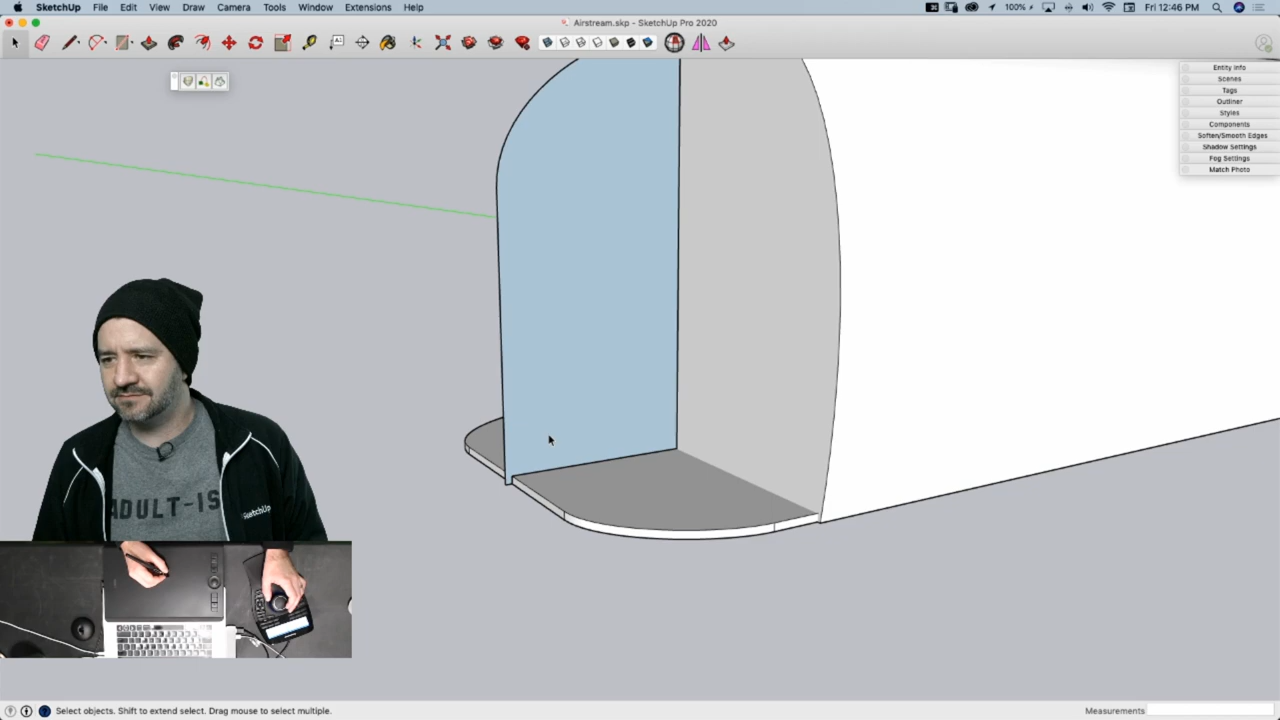 SketchUp File Edit View Draw Camera Tools Window Extensions Help 100% Fri 12:46 PM
Airstream.skp - SketchUp Pro 2020
Entity Info
Scenes
Tags
Outliner
Styles
Components
Soften/Smooth Edges
Shadow Settings
Fog Settings
Match Photo
ADULT-IS
SketchUp
Select objects. Shift to extend select. Drag mouse to select multiple.
Measurements